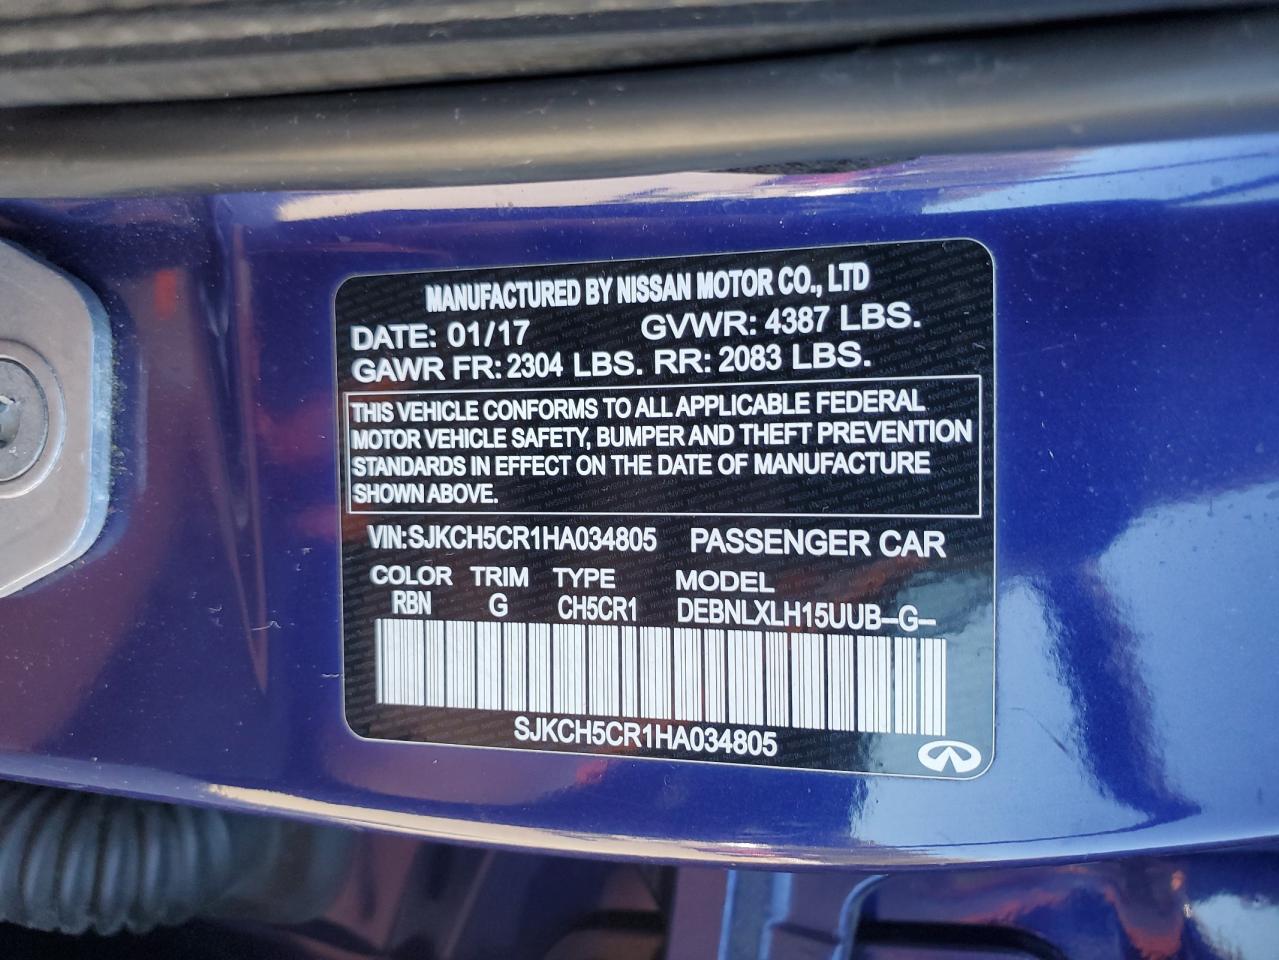 MANUFACTURED BY NISSAN MOTOR CO., LTD
DATE: 01/17 GVWR: 4387 LBS.
GAWR FR: 2304 LBS. RR: 2083 LBS.
THIS VEHICLE CONFORMS TO ALL APPLICABLE FEDERAL
MOTOR VEHICLE SAFETY, BUMPER AND THEFT PREVENTION
STANDARDS IN EFFECT ON THE DATE OF MANUFACTURE
SHOWN ABOVE.
VIN: SJKCH5CR1HA034805 PASSENGER CAR
COLOR TRIM TYPE MODEL
RBN G CH5CR1 DEBNLXLH15UUB–G–
SJKCH5CR1HA034805